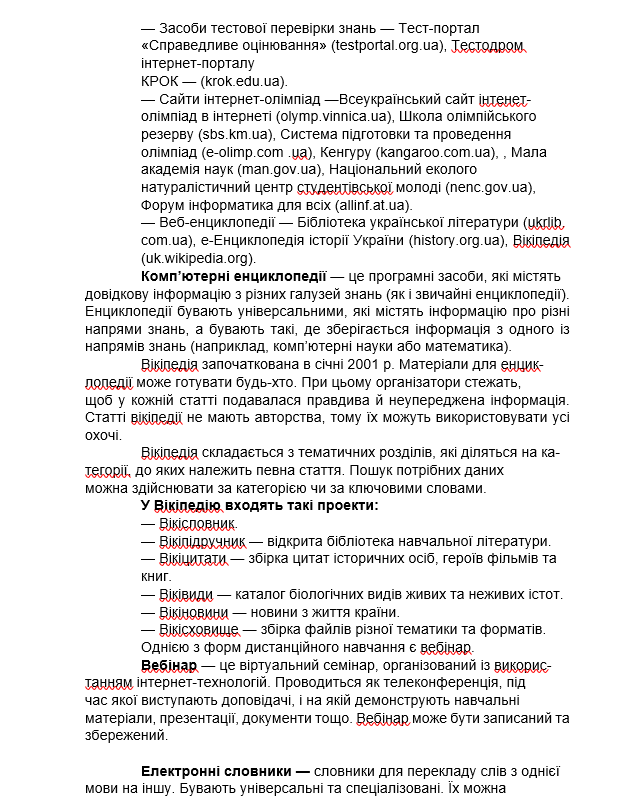 — Засоби тестової перевірки знань — Тест-портал
«Справедливе оцінювання» (testportal.org.ua), Тестодром
інтернет-порталу
КРОК — (krok.edu.ua).
— Сайти інтернет-олімпіад —Всеукраїнський сайт інтенет-
олімпіад в інтернеті (olymp.vinnica.ua), Школа олімпійського
резерву (sbs.km.ua), Система підготовки та проведення
олімпіад (e-olimp.com .ua), Кенгуру (kangaroo.com.ua), , Мала
академія наук (man.gov.ua), Національний еколого
натуралістичний центр студентівської молоді (nenc.gov.ua),
Форум інформатика для всіх (allinf.at.ua).
— Веб-енциклопедії — Бібліотека української літератури (ukrlib.
com.ua), е-Енциклопедія історії України (history.org.ua), Вікіпедія
(uk.wikipedia.org).
Комп’ютерні енциклопедії — це програмні засоби, які містять
довідкову інформацію з різних галузей знань (як і звичайні енциклопедії).
Енциклопедії бувають універсальними, які містять інформацію про різні
напрями знань, а бувають такі, де зберігається інформація з одного із
напрямів знань (наприклад, комп’ютерні науки або математика).
Вікіпедія започаткована в січні 2001 р. Матеріали для енцик-
лопедії може готувати будь-хто. При цьому організатори стежать,
щоб у кожній статті подавалася правдива й неупереджена інформація.
Статті вікіпедії не мають авторства, тому їх можуть використовувати усі
охочі.
Вікіпедія складається з тематичних розділів, які діляться на ка-
тегорії, до яких належить певна стаття. Пошук потрібних даних
можна здійснювати за категорією чи за ключовими словами.
У Вікіпедію входять такі проекти:
— Вікісловник.
— Вікіпідручник — відкрита бібліотека навчальної літератури.
— Вікіцитати — збірка цитат історичних осіб, героїв фільмів та
книг.
— Віківиди — каталог біологічних видів живих та неживих істот.
— Вікіновини — новини з життя країни.
— Вікісховище — збірка файлів різної тематики та форматів.
Однією з форм дистанційного навчання є вебінар.
Вебінар — це віртуальний семінар, організований із викорис-
танням інтернет-технологій. Проводиться як телеконференція, під
час якої виступають доповідачі, і на якій демонструють навчальні
матеріали, презентації, документи тощо. Вебінар може бути записаний та
збережений.
Електронні словники — словники для перекладу слів з однієї
мови на іншу. Бувають універсальні та спеціалізовані. Їх можна